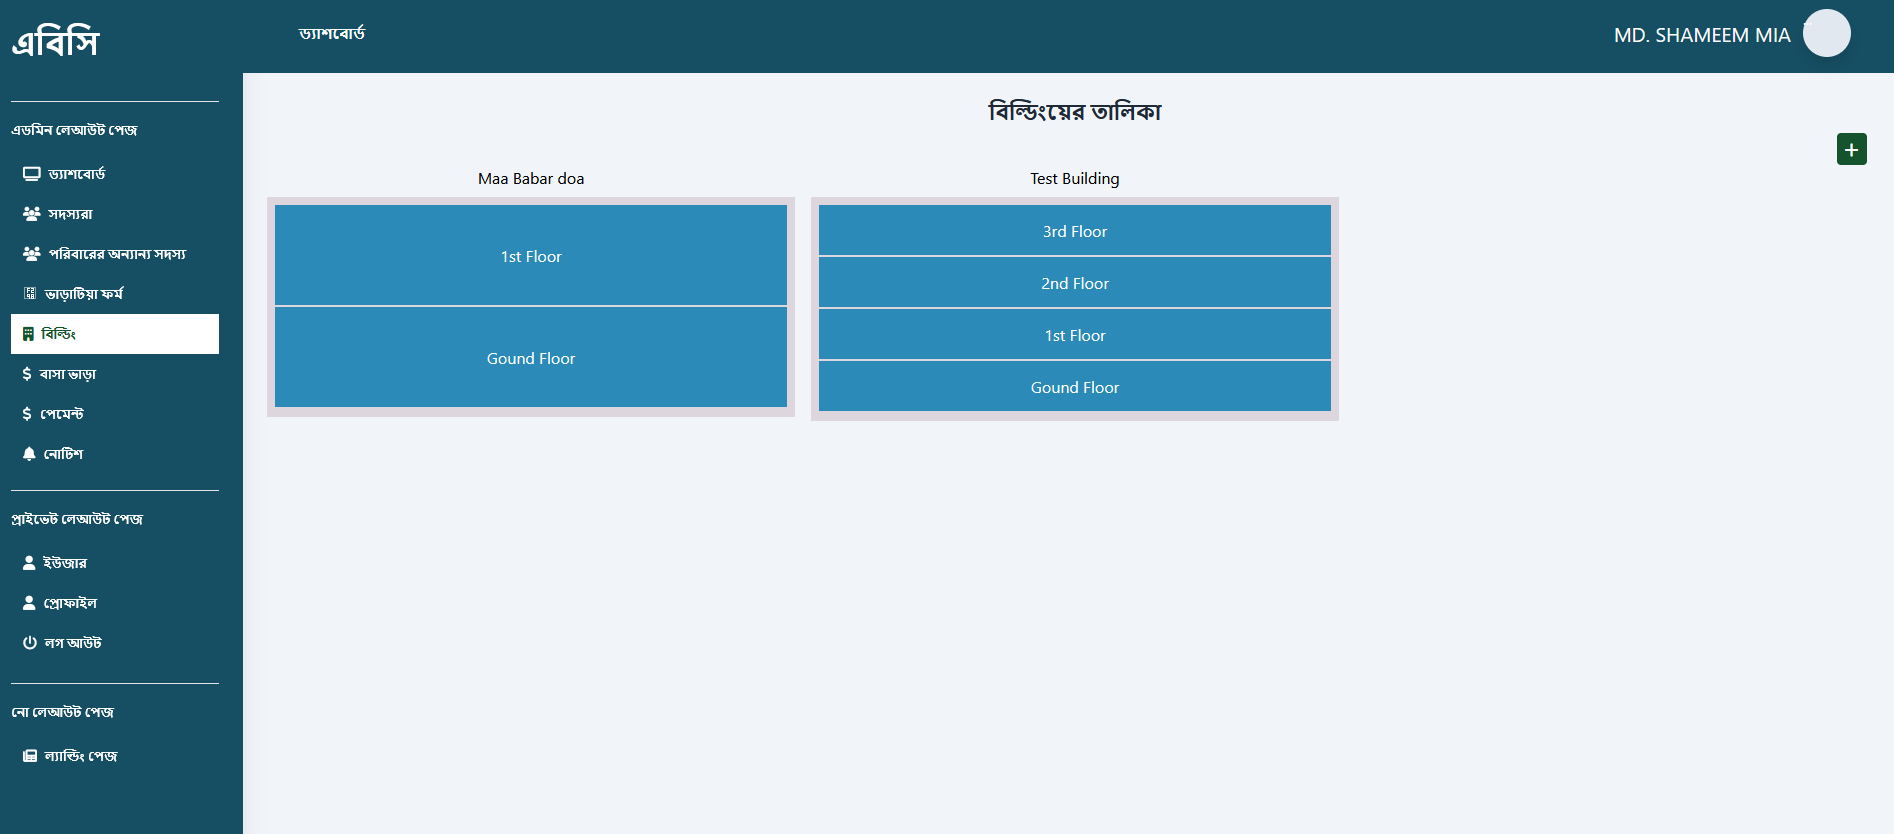 এবিসি
ড্যাশবোর্ড
MD. SHAMEEM MIA
এডমিন লেআউট পেজ
ড্যাশবোর্ড
সদস্যরা
পরিবারের অন্যান্য সদস্য
ভাড়াটিয়া ফর্ম
বিল্ডিং
বাসা ভাড়া
পেমেন্ট
নোটিশ
প্রাইভেট লেআউট পেজ
ইউজার
প্রোফাইল
লগ আউট
নো লেআউট পেজ
ল্যান্ডিং পেজ
বিল্ডিংয়ের তালিকা
+
Maa Babar doa
1st Floor
Gound Floor
Test Building
3rd Floor
2nd Floor
1st Floor
Gound Floor